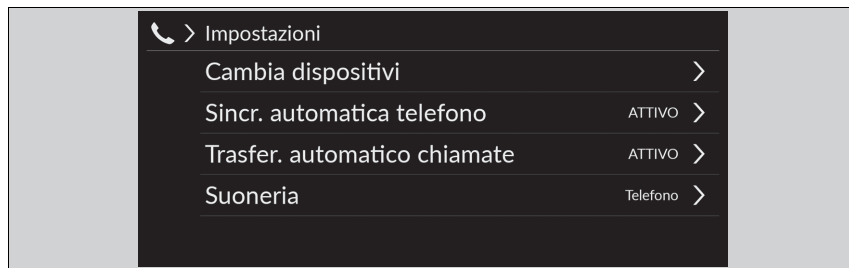 Impostazioni
Cambia dispositivi
Sincr. automatica telefono ATTIVO
Trasfer. automatico chiamate ATTIVO
Suoneria Telefono